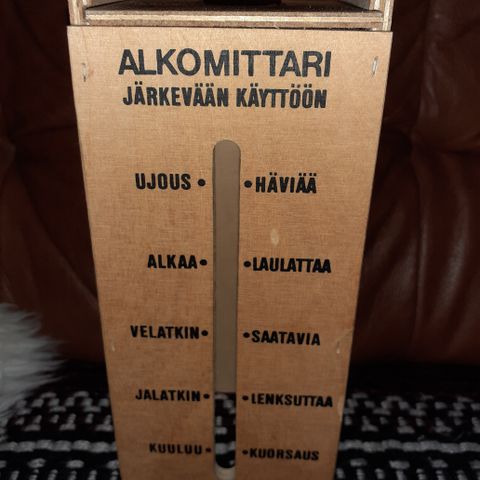 ALKOMITTARI
JÄRKEVÄÄN KÄYTTÖÖN
UJOUS • • HÄVIÄÄ
ALKAA • • LAULATTAA
VELATKIN • • SAATAVIA
JALATKIN • • LENKSUTTAA
KUULUU • • KUORSAUS